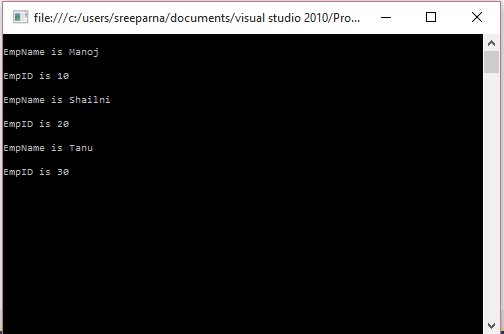 file:///c:/users/sreeparna/documents/visual studio 2010/Pro...
EmpName is Manoj
EmpID is 10
EmpName is Shailni
EmpID is 20
EmpName is Tanu
EmpID is 30